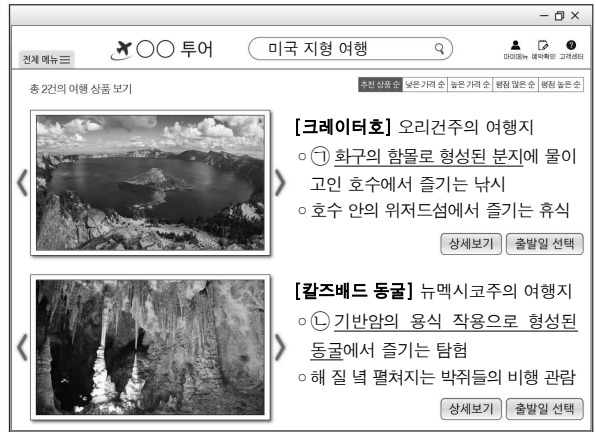 ○○ 투어
미국 지형 여행
마이메뉴 예약확인 고객센터
전체 메뉴
총 2건의 여행 상품 보기
추천 상품 순 낮은 가격 순 높은 가격 순 평점 많은 순 평점 높은 순
[크레이터호] 오리건주의 여행지
○ ㉠ 화구의 함몰로 형성된 분지에 물이
고인 호수에서 즐기는 낚시
○ 호수 안의 위저드섬에서 즐기는 휴식
상세보기 출발일 선택
[칼즈배드 동굴] 뉴멕시코주의 여행지
○ ㉡ 기반암의 용식 작용으로 형성된
동굴에서 즐기는 탐험
○ 해 질 녘 펼쳐지는 박쥐들의 비행 관람
상세보기 출발일 선택